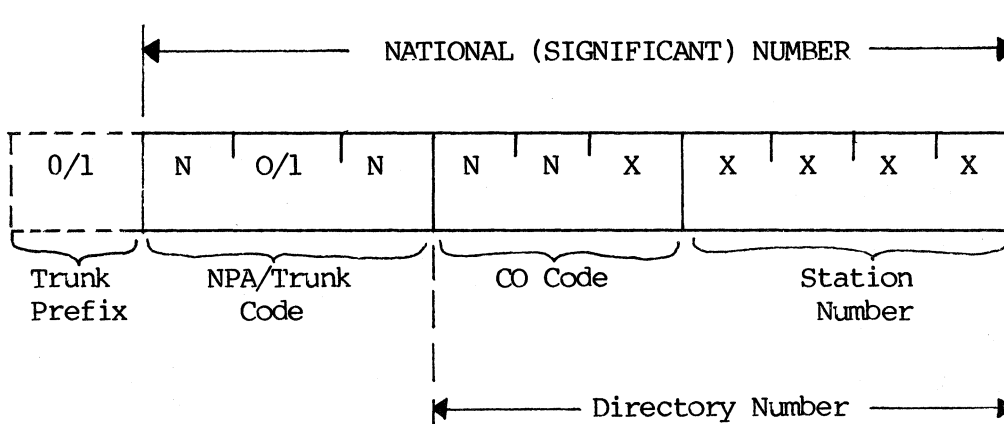 NATIONAL (SIGNIFICANT) NUMBER
0/1 N 0/1 N N N X X X X X
Trunk Prefix NPA/Trunk Code CO Code Station Number
Directory Number